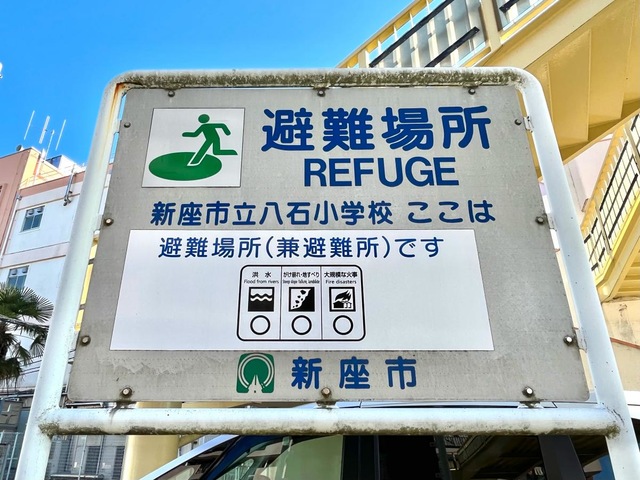 避難場所
REFUGE
新座市立八石小学校 ここは
避難場所(兼避難所)です
洪水 がけ崩れ・地すべり 大規模な火事
Flood from rivers Steep slope failure, landslide Fire disasters
新座市